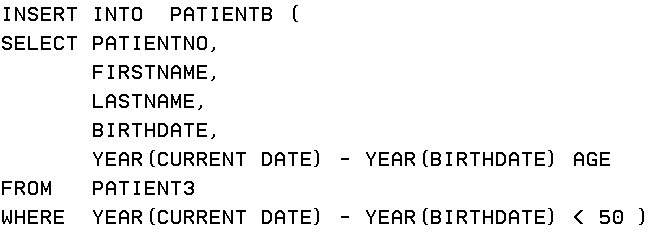 INSERT INTO  PATIENTB (
SELECT PATIENTNO,
       FIRSTNAME,
       LASTNAME,
       BIRTHDATE,
       YEAR(CURRENT DATE) - YEAR(BIRTHDATE) AGE
FROM   PATIENT3
WHERE  YEAR(CURRENT DATE) - YEAR(BIRTHDATE) < 50 )